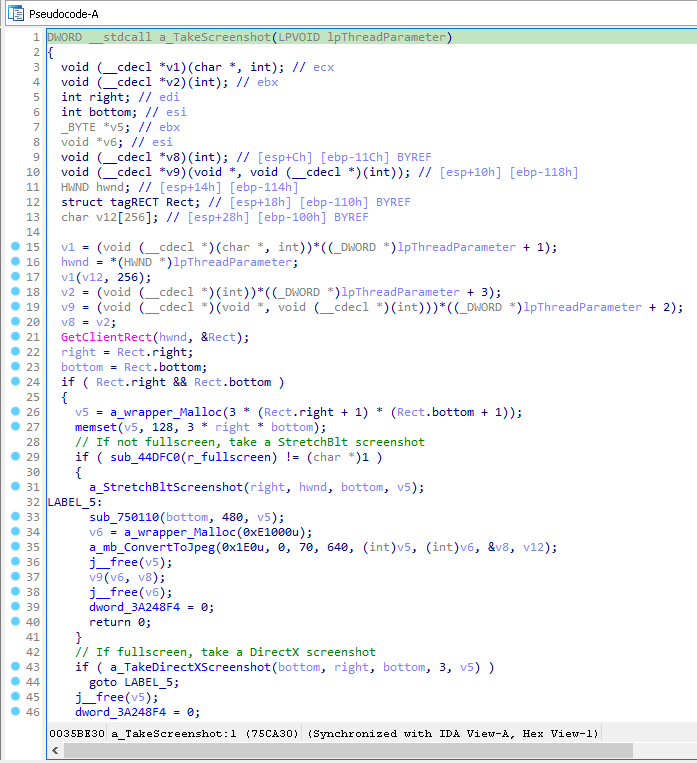 Pseudocode-A
1 DWORD __stdcall a_TakeScreenshot(LPVOID lpThreadParameter)
2 {
3 void (__cdecl *v1)(char *, int); // ecx
4 void (__cdecl *v2)(int); // ebx
5 int right; // edi
6 int bottom; // esi
7 _BYTE *v5; // ebx
8 void *v6; // esi
9 void (__cdecl *v8)(int); // [esp+Ch] [ebp-11Ch] BYREF
10 void (__cdecl *v9)(void *, void (__cdecl *)(int)); // [esp+10h] [ebp-118h]
11 HWND hwnd; // [esp+14h] [ebp-114h]
12 struct tagRECT Rect; // [esp+18h] [ebp-110h] BYREF
13 char v12[256]; // [esp+28h] [ebp-100h] BYREF
14
15 v1 = (void (__cdecl *)(char *, int))*((_DWORD *)lpThreadParameter + 1);
16 hwnd = *(HWND *)lpThreadParameter;
17 v1(v12, 256);
18 v2 = (void (__cdecl *)(int))*((_DWORD *)lpThreadParameter + 3);
19 v9 = (void (__cdecl *)(void *, void (__cdecl *)(int)))*((_DWORD *)lpThreadParameter + 2);
20 v8 = v2;
21 GetClientRect(hwnd, &Rect);
22 right = Rect.right;
23 bottom = Rect.bottom;
24 if ( Rect.right && Rect.bottom )
25 {
26 v5 = a_wrapper_Malloc(3 * (Rect.right + 1) * (Rect.bottom + 1));
27 memset(v5, 128, 3 * right * bottom);
28 // If not fullscreen, take a StretchBlt screenshot
29 if ( sub_44DFC0(r_fullscreen) != (char *)1 )
30 {
31 a_StretchBltScreenshot(right, hwnd, bottom, v5);
32 LABEL_5:
33 sub_750110(bottom, 480, v5);
34 v6 = a_wrapper_Malloc(0xE1000u);
35 a_mb_ConvertToJpeg(0x1E0u, 0, 70, 640, (int)v5, (int)v6, &v8, v12);
36 j__free(v5);
37 v9(v6, v8);
38 j__free(v6);
39 dword_3A248F4 = 0;
40 return 0;
41 }
42 // If fullscreen, take a DirectX screenshot
43 if ( a_TakeDirectXScreenshot(bottom, right, bottom, 3, v5) )
44 goto LABEL_5;
45 j__free(v5);
46 dword_3A248F4 = 0;
0035BE30 a_TakeScreenshot:1 (75CA30) (Synchronized with IDA View-A, Hex View-1)